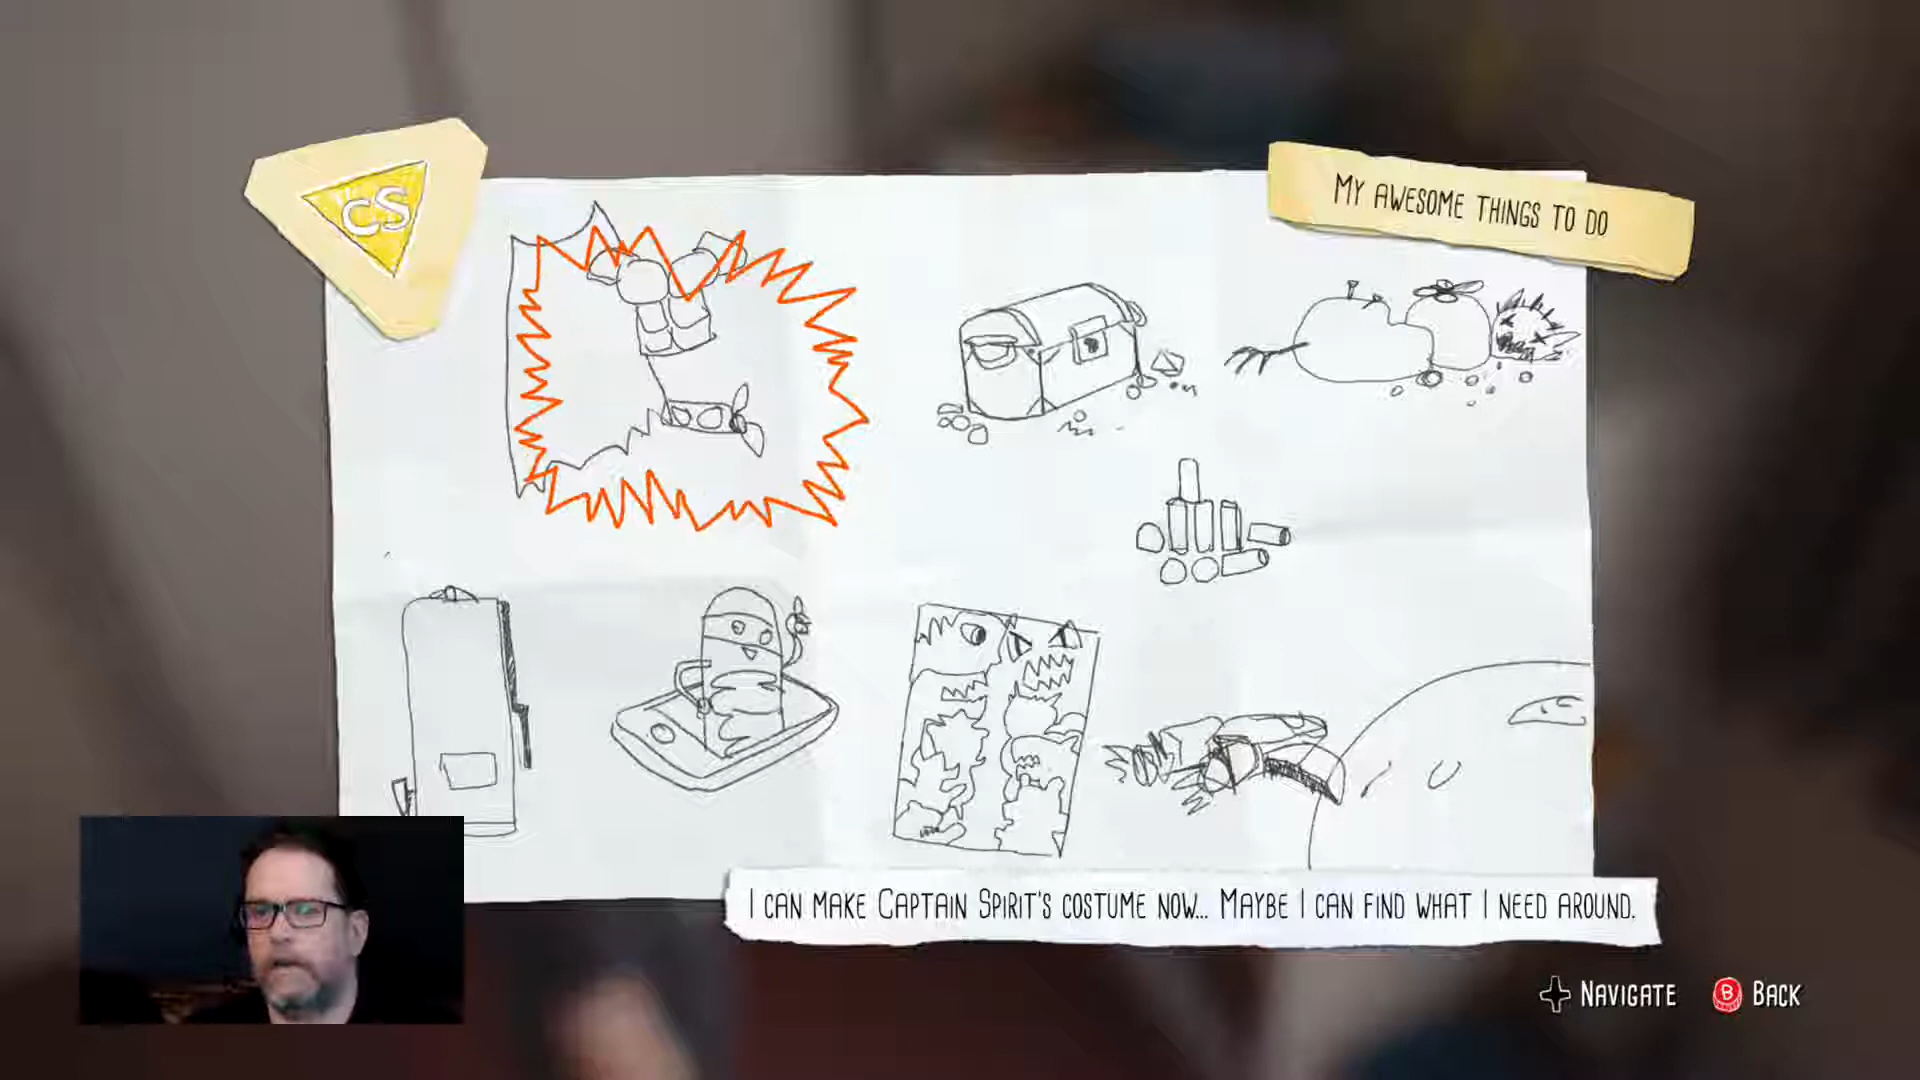 CS
MY AWESOME THINGS TO DO
I CAN MAKE CAPTAIN SPIRIT'S COSTUME NOW... MAYBE I CAN FIND WHAT I NEED AROUND.
NAVIGATE B BACK